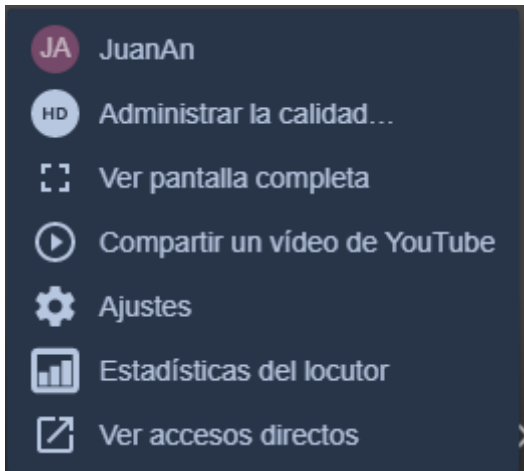 JA JuanAn
HD Administrar la calidad...
Ver pantalla completa
Compartir un vídeo de YouTube
Ajustes
Estadísticas del locutor
Ver accesos directos